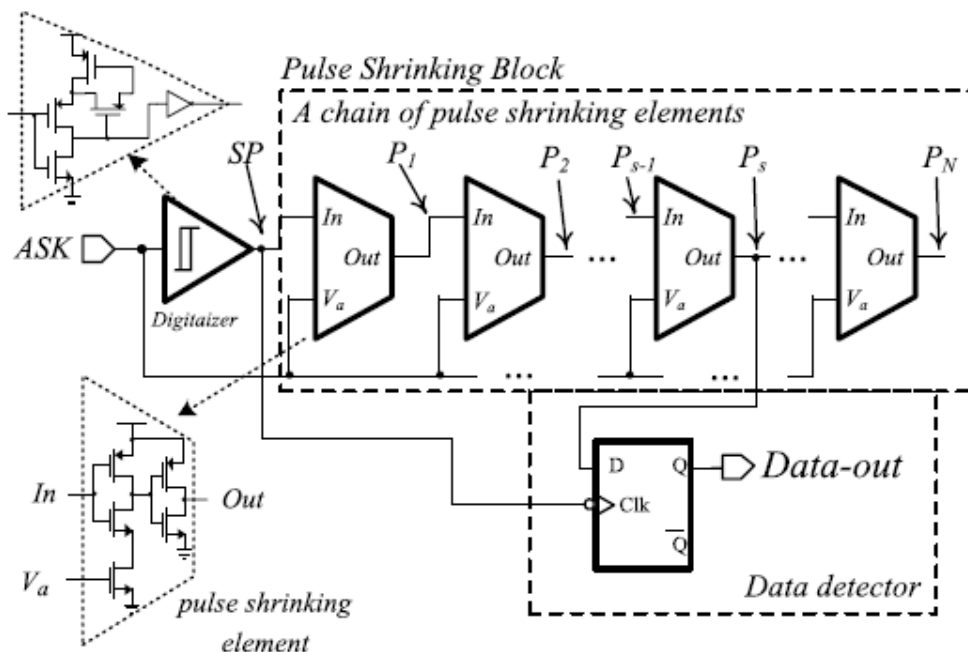 Pulse Shrinking Block
A chain of pulse shrinking elements
SP
P1
P2
Ps-1
Ps
PN
In
Out
Va
In
Out
Va
...
In
Out
Va
...
In
Out
Va
ASK
Digitaizer
... ...
In
Out
Va
pulse shrinking
element
D Q
Clk
Q
Data-out
Data detector